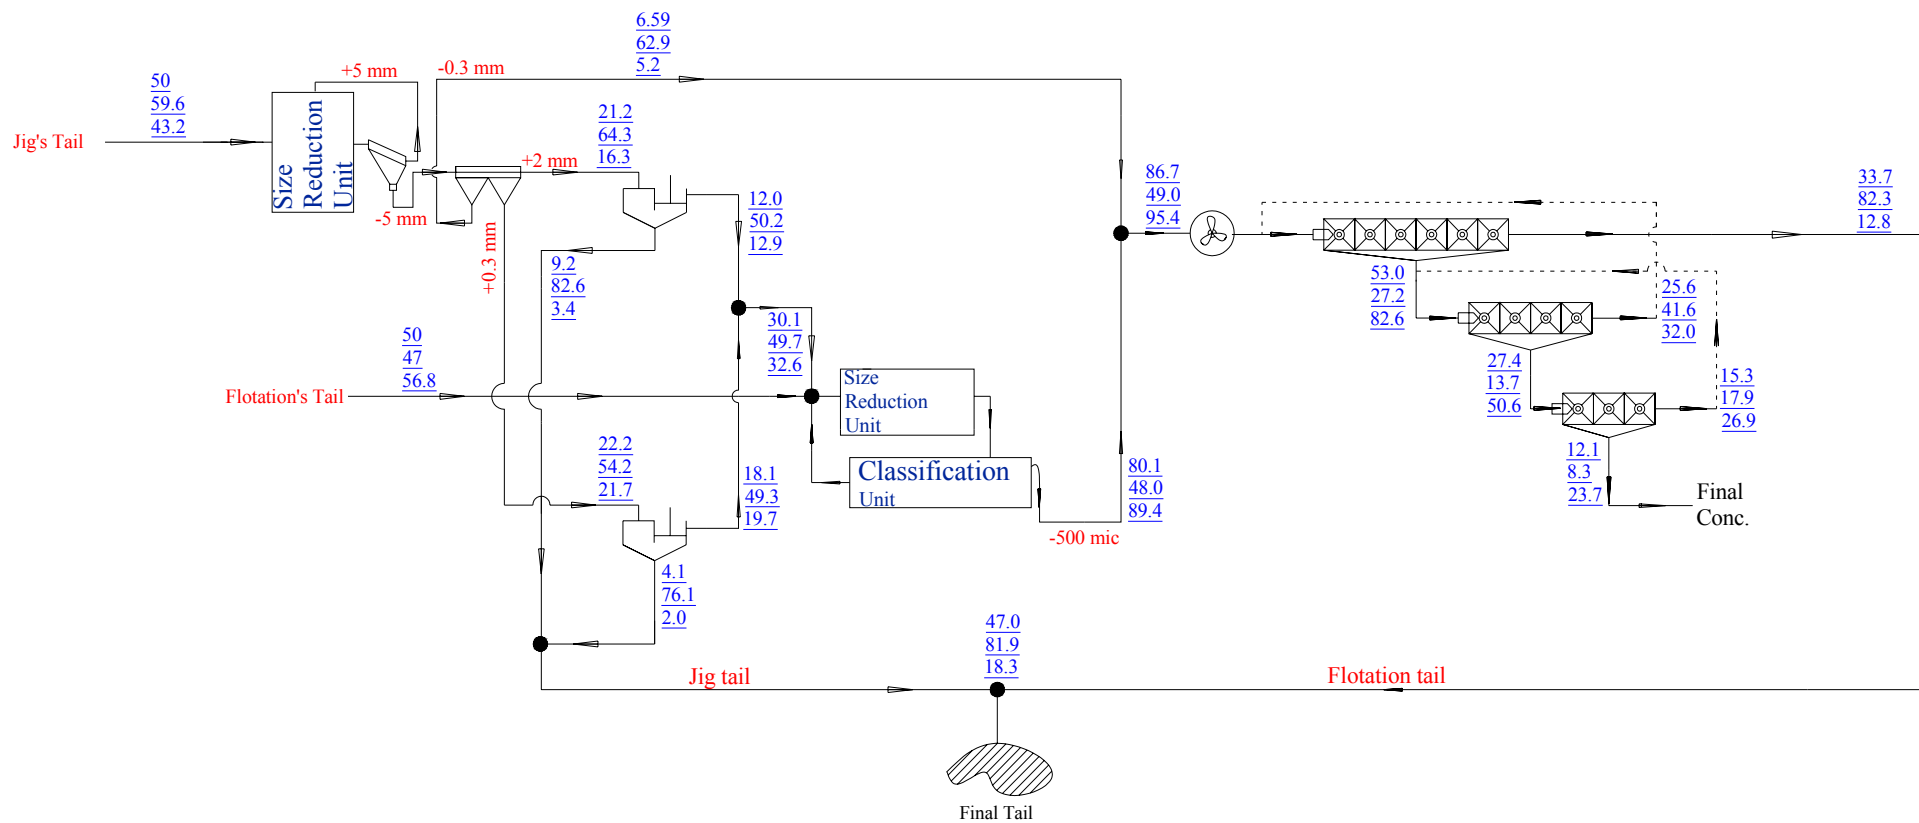 6.59
62.9
5.2
-0.3 mm
+5 mm
50
59.6
43.2
Jig's Tail
Size
Reduction
Unit
-5 mm
+2 mm
21.2
64.3
16.3
+0.3 mm
12.0
50.2
12.9
9.2
82.6
3.4
86.7
49.0
95.4
33.7
82.3
12.8
53.0
27.2
82.6
25.6
41.6
32.0
30.1
49.7
32.6
50
47
56.8
Flotation's Tail
Size
Reduction
Unit
27.4
13.7
50.6
15.3
17.9
26.9
22.2
54.2
21.7
18.1
49.3
19.7
Classification
Unit
80.1
48.0
89.4
-500 mic
12.1
8.3
23.7
Final
Conc.
4.1
76.1
2.0
47.0
81.9
18.3
Jig tail
Flotation tail
Final Tail